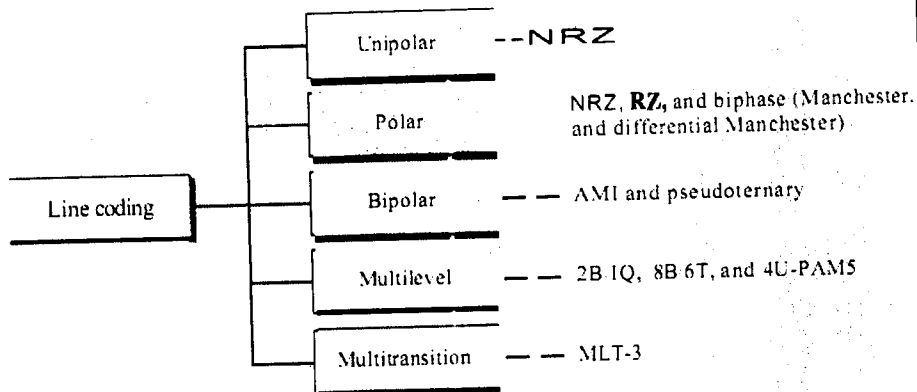 Unipolar --NRZ
NRZ, RZ, and biphase (Manchester.
Polar
and differential Manchester)
Line coding
Bipolar — — AMI and pseudoternary
Multilevel — — 2B IQ, 8B 6T, and 4U-PAM5
Multitransition — — MLT-3